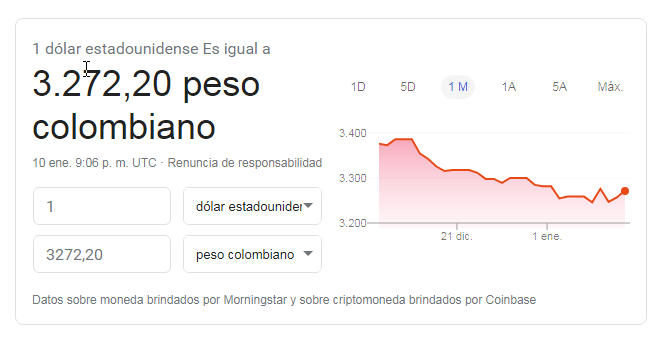 1 dólar estadounidense Es igual a
3.272,20 peso
colombiano
10 ene. 9:06 p. m. UTC · Renuncia de responsabilidad
1 dólar estadounider
3272,20 peso colombiano
1D 5D 1 M 1A 5A Máx.
3.400
3.300
3.200
21 dic. 1 ene.
Datos sobre moneda brindados por Morningstar y sobre criptomoneda brindados por Coinbase